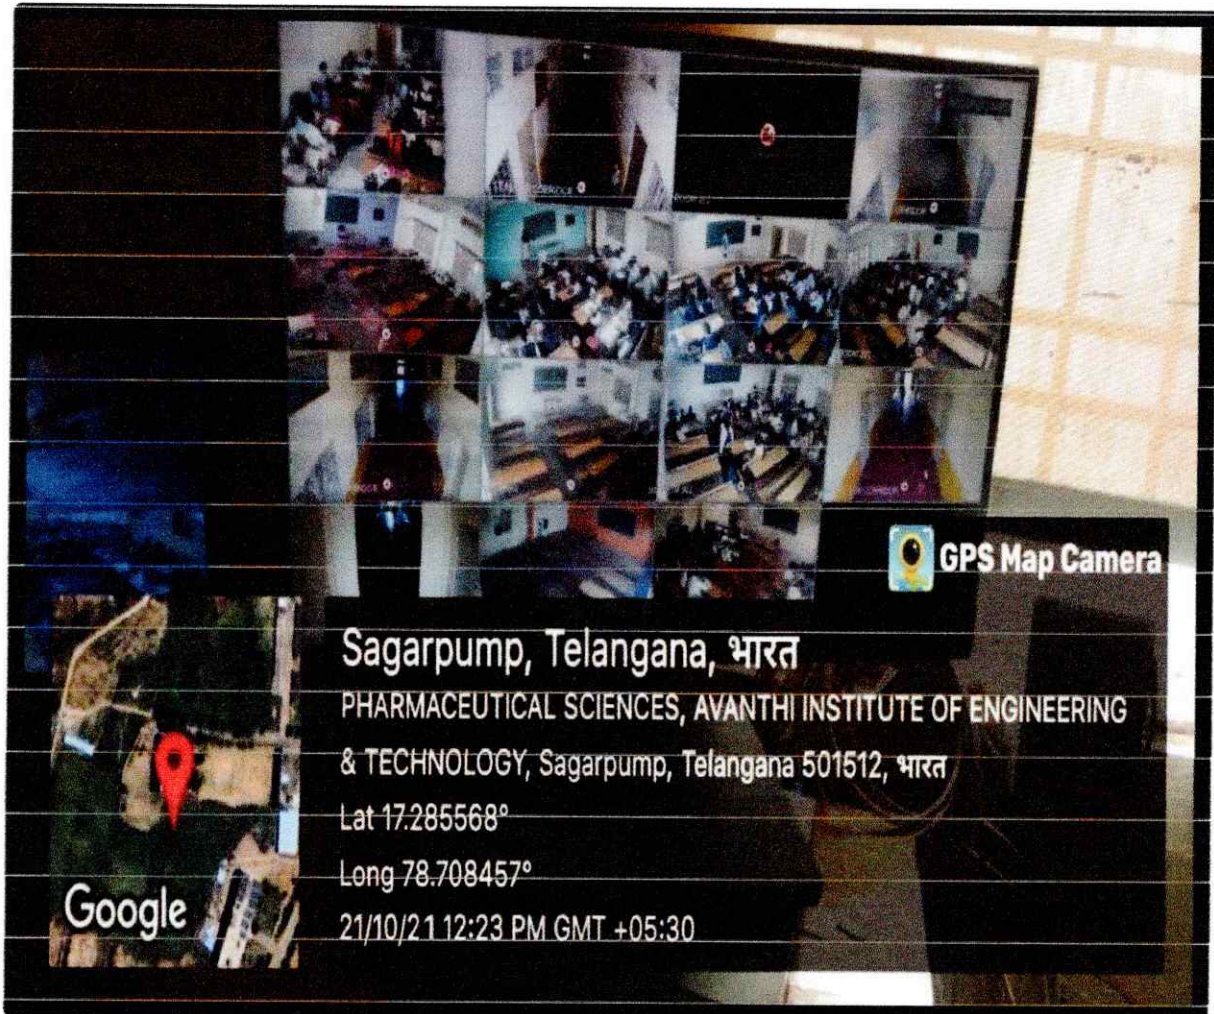 GPS Map Camera
Sagarpump, Telangana, भारत
PHARMACEUTICAL SCIENCES, AVANTHI INSTITUTE OF ENGINEERING
& TECHNOLOGY, Sagarpump, Telangana 501512, भारत
Lat 17.285568°
Long 78.708457°
21/10/21 12:23 PM GMT +05:30
Google